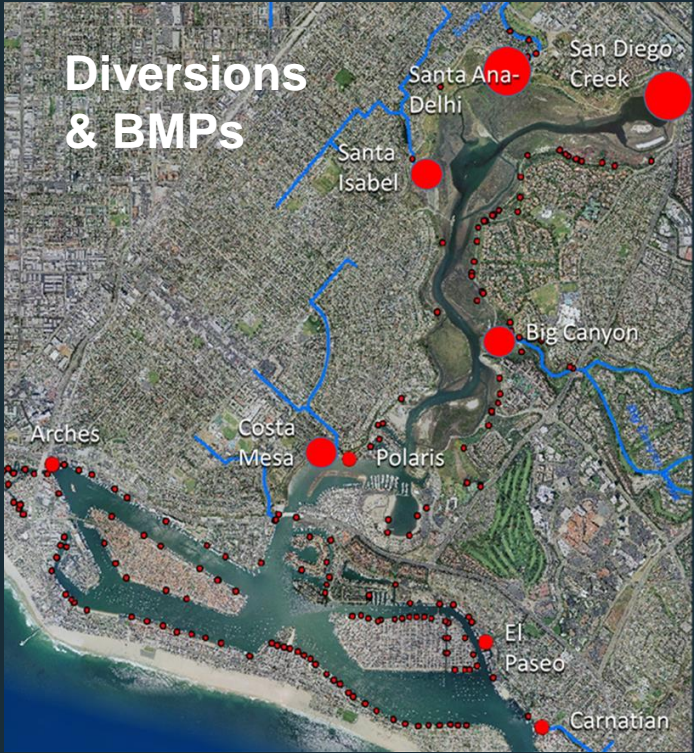 Diversions
& BMPs
Santa Ana-
Delhi
San Diego
Creek
Santa
Isabel
Big Canyon
Arches
Costa
Mesa
Polaris
El
Paseo
Carnatian